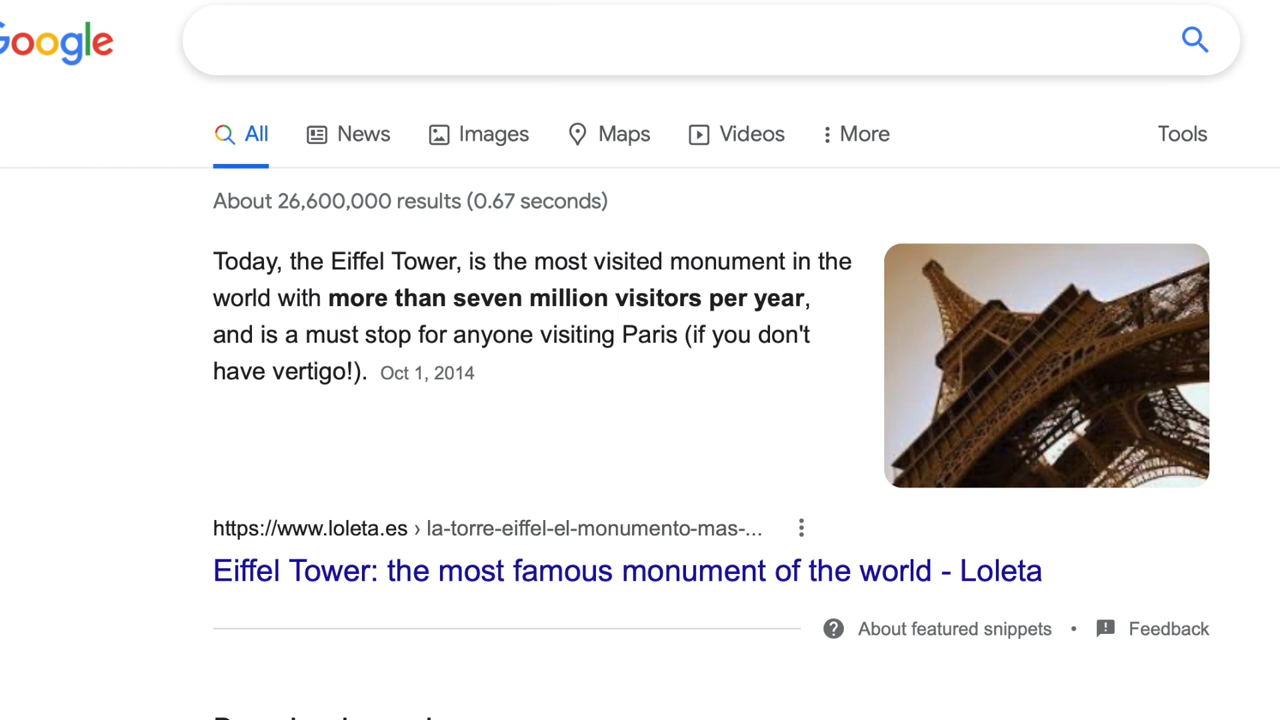 Google
All News Images Maps Videos More Tools
About 26,600,000 results (0.67 seconds)
Today, the Eiffel Tower, is the most visited monument in the
world with more than seven million visitors per year,
and is a must stop for anyone visiting Paris (if you don't
have vertigo!). Oct 1, 2014
https://www.loleta.es › la-torre-eiffel-el-monumento-mas-...
Eiffel Tower: the most famous monument of the world - Loleta
About featured snippets • Feedback